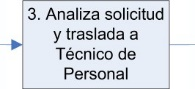 3. Analiza solicitud
y traslada a
Técnico de
Personal